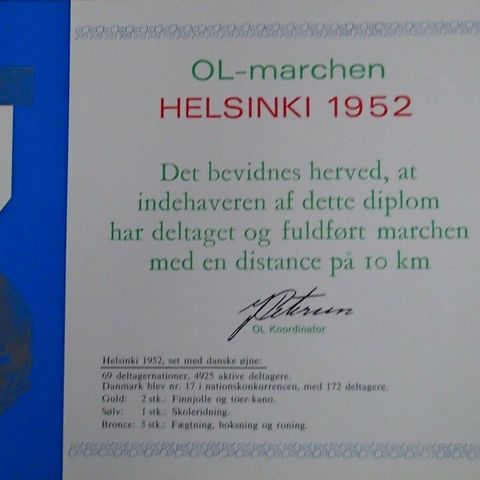 OL-marchen
HELSINKI 1952
Det bevidnes herved, at
indehaveren af dette diplom
har deltaget og fuldført marchen
med en distance på 10 km
OL Koordinator
Helsinki 1952, set med danske øjne:
69 deltagernationer, 4925 aktive deltagere.
Danmark blev nr. 17 i nationskonkurrencen, med 172 deltagere.
Guld: 2 stk.: Finnjolle og toer-kano.
Sølv: 1 stk.: Skoleridning.
Bronce: 3 stk.: Fægtning, boksning og roning.